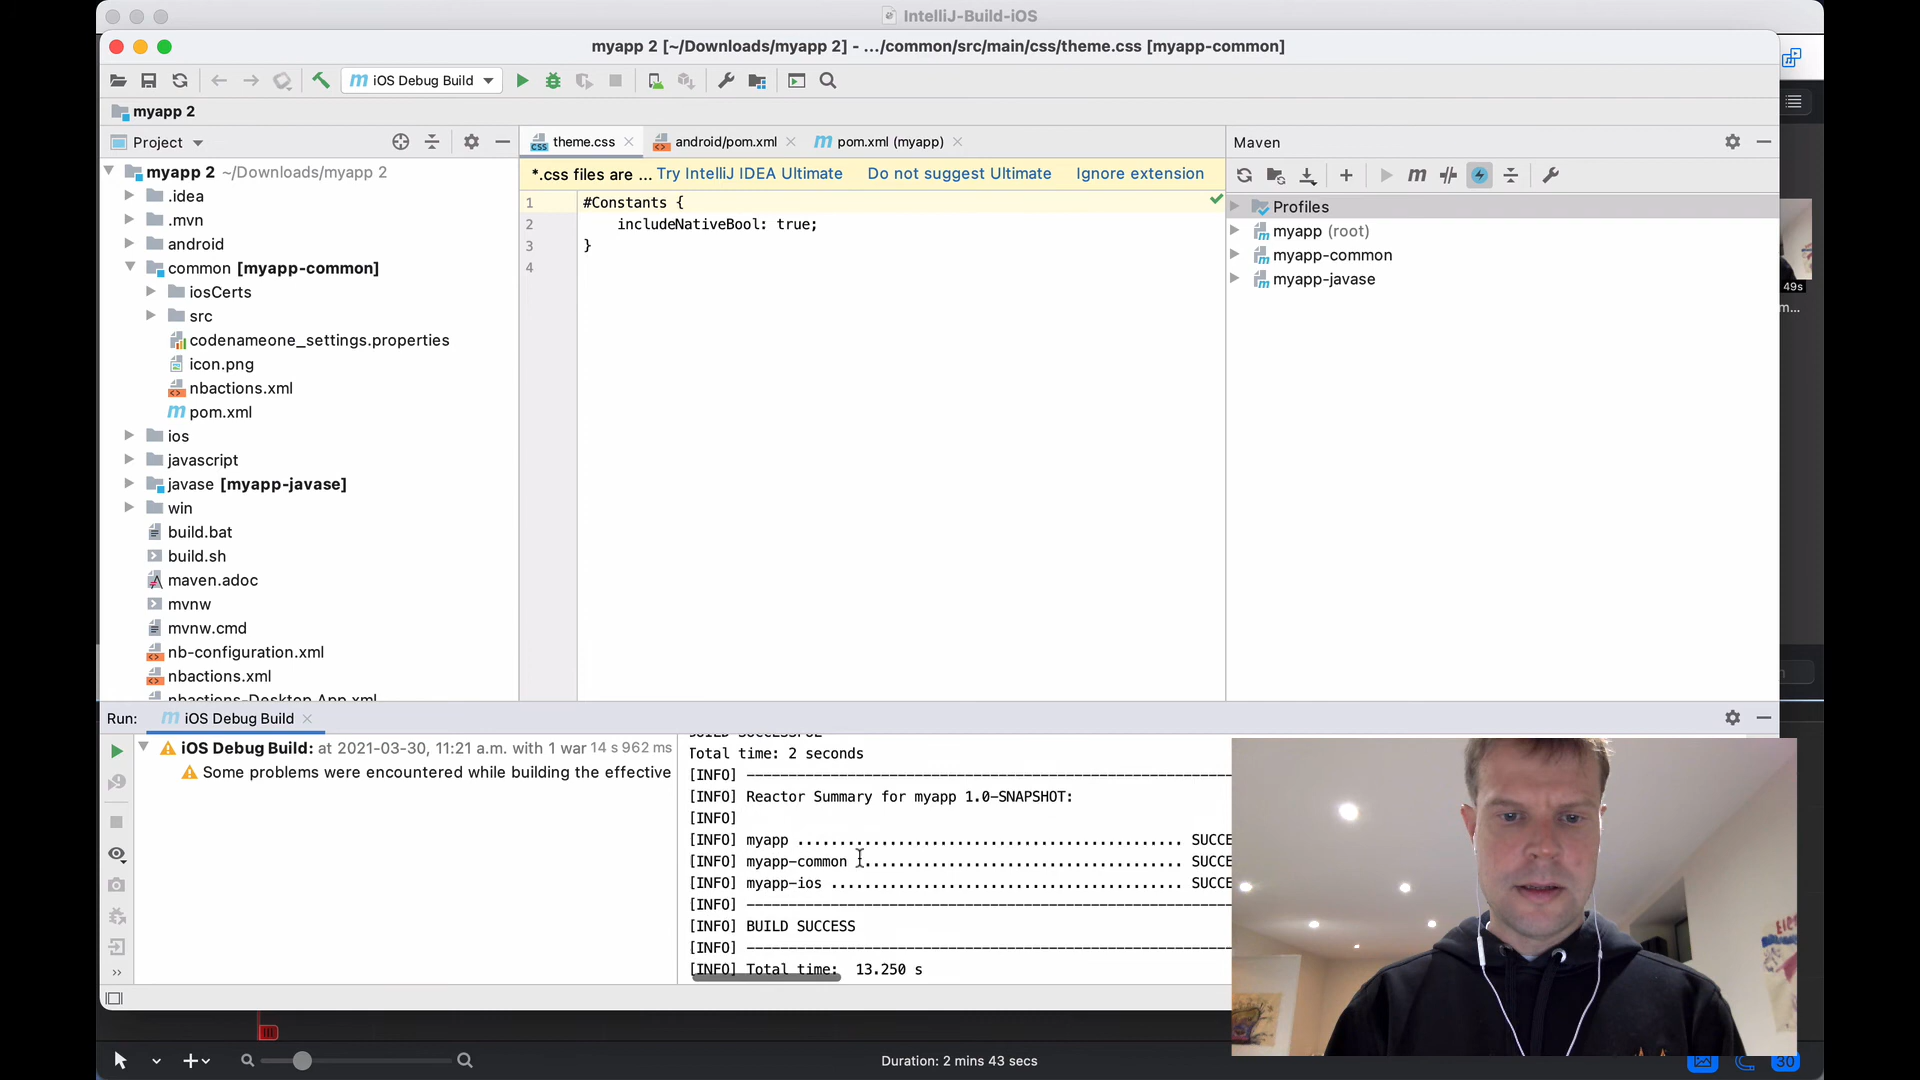 IntelliJ-Build-iOS
myapp 2 [~/Downloads/myapp 2] - .../common/src/main/css/theme.css [myapp-common]
iOS Debug Build
myapp 2
Project
theme.css
android/pom.xml
pom.xml (myapp)
Maven
*.css files are ... Try IntelliJ IDEA Ultimate Do not suggest Ultimate Ignore extension
myapp 2 ~/Downloads/myapp 2
.idea
.mvn
android
common [myapp-common]
iosCerts
src
codenameone_settings.properties
icon.png
nbactions.xml
pom.xml
ios
javascript
javase [myapp-javase]
win
build.bat
build.sh
maven.adoc
mvnw
mvnw.cmd
nb-configuration.xml
nbactions.xml
nbactions-Desktop App.xml
1 #Constants {
2 includeNativeBool: true;
3 }
4
Profiles
myapp (root)
myapp-common
myapp-javase
49s
m...
Run: iOS Debug Build
iOS Debug Build: at 2021-03-30, 11:21 a.m. with 1 war 14 s 962 ms
Some problems were encountered while building the effective
BUILD SUCCESSFUL
Total time: 2 seconds
[INFO] ------------------------------------------------------------
[INFO] Reactor Summary for myapp 1.0-SNAPSHOT:
[INFO]
[INFO] myapp .............................................. SUCCE
[INFO] myapp-common ...................................... SUCCE
[INFO] myapp-ios .......................................... SUCCE
[INFO] ------------------------------------------------------------
[INFO] BUILD SUCCESS
[INFO] ------------------------------------------------------------
[INFO] Total time:  13.250 s
Duration: 2 mins 43 secs
30